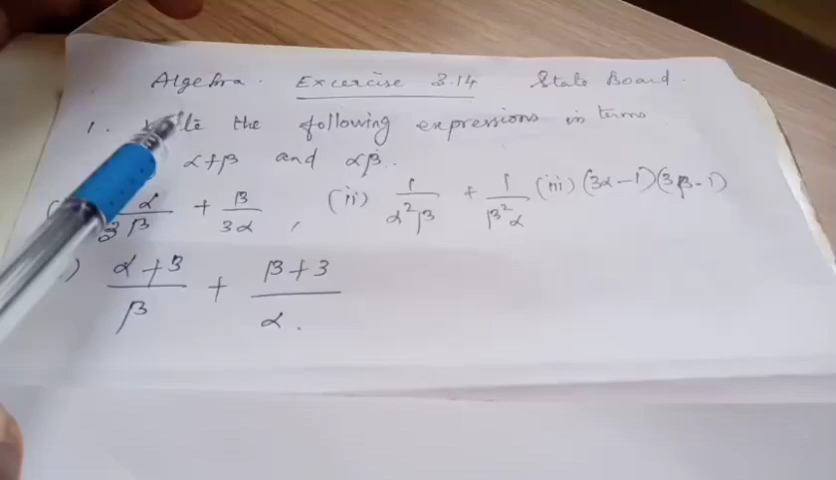 Algebra. Excercise 3.14 State Board.
1. the following expressions in terms
α+β and αβ.
α/3β + β/3α , (ii) 1/α²β + 1/β²α (iii) (3α-1)(3β-1)
) α+3/β + β+3/α.